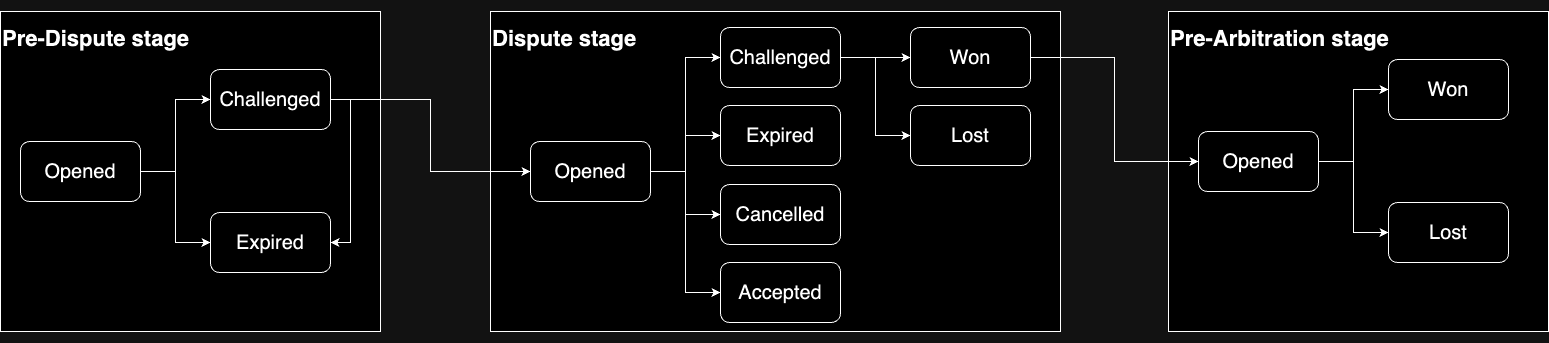 Pre-Dispute stage
Opened
Challenged
Expired
Dispute stage
Opened
Challenged
Expired
Cancelled
Accepted
Won
Lost
Pre-Arbitration stage
Opened
Won
Lost